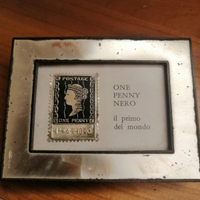 POSTAGE
ONE PENNY
ONE
PENNY
NERO
il primo
del mondo